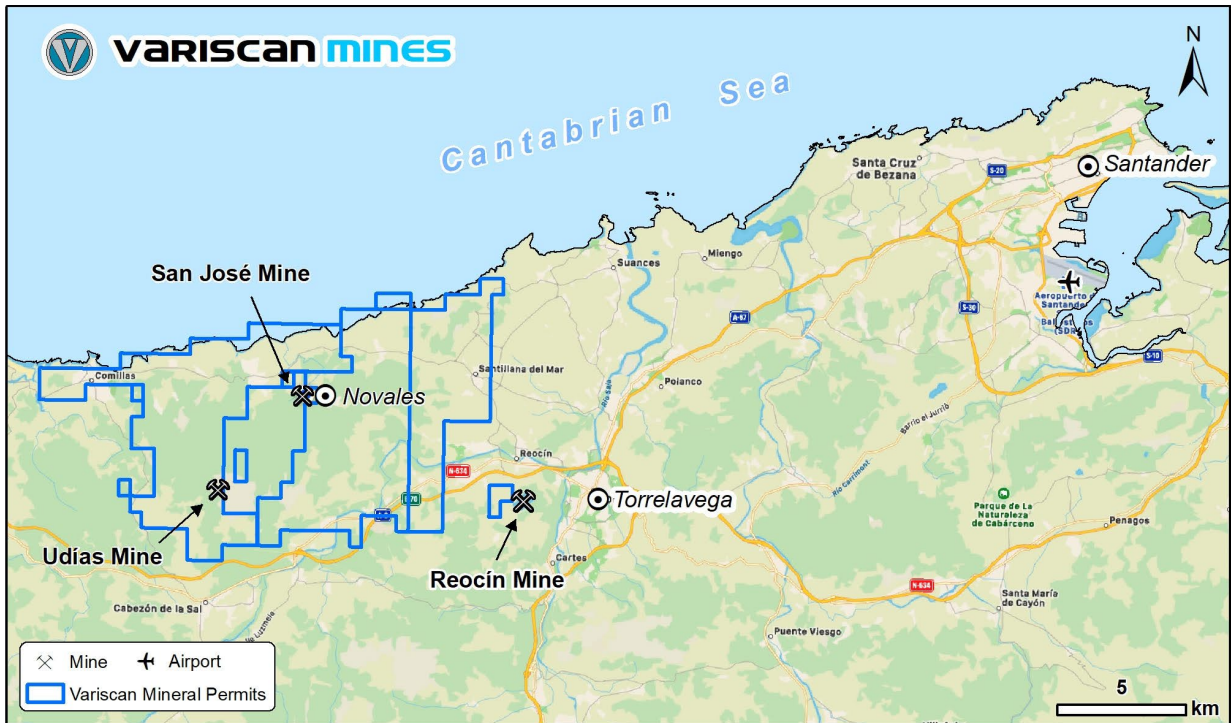 VARISCAN MINES
N
Cantabrian Sea
Santa Cruz
de Bezana
S-20
Santander
San José Mine
Suances
Miengo
Aeropuerto
Santander
S-30
A-67
S-10
Comillas
Novales
Santillana del Mar
Polanco
Barrio el Jurrio
Reocín
N-634
Río Carrimont
Torrelavega
Parque de La
Naturaleza
de Cabárceno
Penagos
Udías Mine
Reocín Mine
Cartes
N-634
Cabezón de la Sal
Santa María
de Cayón
Puente Viesgo
Mine
Airport
Variscan Mineral Permits
5
km